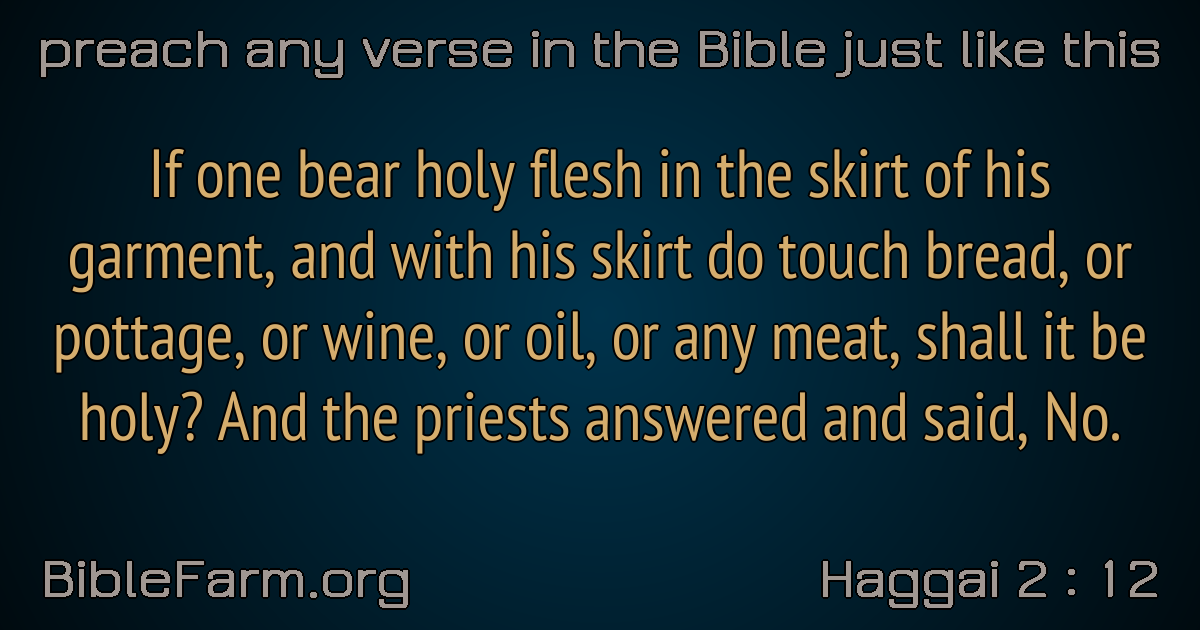 preach any verse in the Bible just like this
If one bear holy flesh in the skirt of his
garment, and with his skirt do touch bread, or
pottage, or wine, or oil, or any meat, shall it be
holy? And the priests answered and said, No.
BibleFarm.org
Haggai 2 : 12